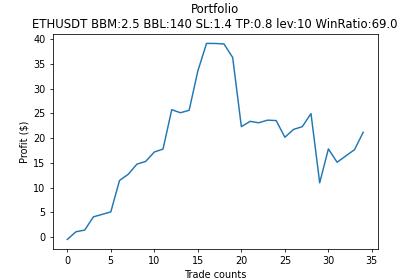 Portfolio
ETHUSDT BBM:2.5 BBL:140 SL:1.4 TP:0.8 lev:10 WinRatio:69.0
40
35
30
25
20
15
10
5
0
Profit ($)
0 5 10 15 20 25 30 35
Trade counts